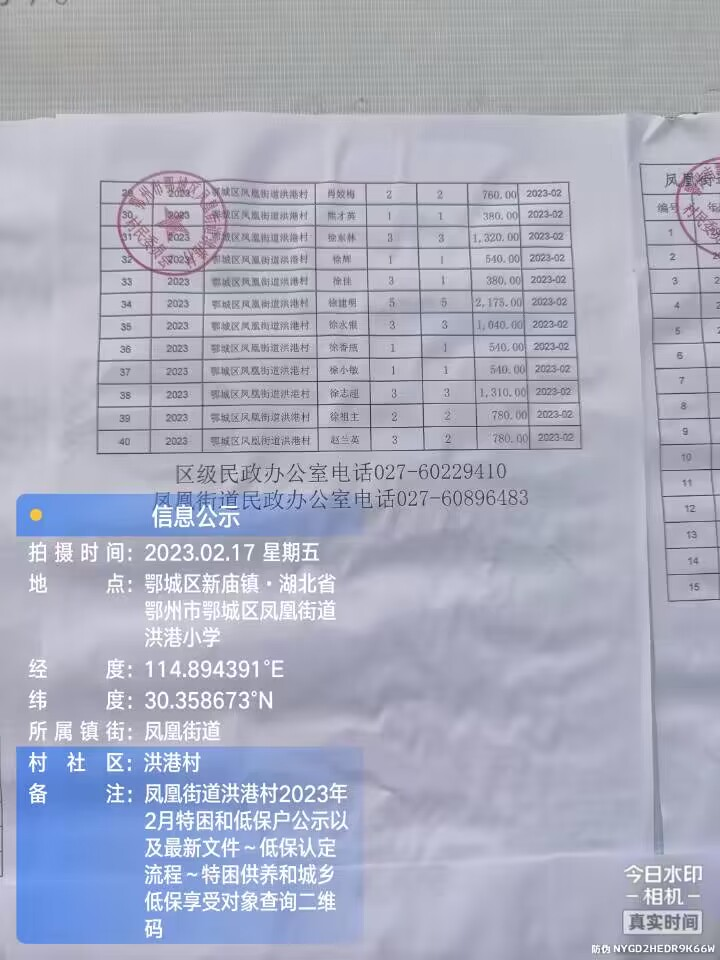 29 2023 鄂城区凤凰街道洪港村 肖姣梅 2 2 760.00 2023-02
30 2023 鄂城区凤凰街道洪港村 熊才英 1 1 380.00 2023-02
31 2023 鄂城区凤凰街道洪港村 徐东林 3 3 1,320.00 2023-02
32 2023 鄂城区凤凰街道洪港村 徐辉 1 1 540.00 2023-02
33 2023 鄂城区凤凰街道洪港村 徐佳 3 1 380.00 2023-02
34 2023 鄂城区凤凰街道洪港村 徐建明 5 5 2,175.00 2023-02
35 2023 鄂城区凤凰街道洪港村 徐水银 3 3 1,040.00 2023-02
36 2023 鄂城区凤凰街道洪港村 徐香燕 1 1 540.00 2023-02
37 2023 鄂城区凤凰街道洪港村 徐小敏 1 1 540.00 2023-02
38 2023 鄂城区凤凰街道洪港村 徐志超 3 3 1,310.00 2023-02
39 2023 鄂城区凤凰街道洪港村 徐祖主 2 2 780.00 2023-02
40 2023 鄂城区凤凰街道洪港村 赵兰英 3 2 780.00 2023-02
区级民政办公室电话027-60229410
凤凰街道民政办公室电话027-60896483
凤凰街
编号
1
2
3
4
5
6
7
8
9
10
11
12
13
14
15
信息公示
拍摄时间：2023.02.17 星期五
地点：鄂城区新庙镇·湖北省
鄂州市鄂城区凤凰街道
洪港小学
经度：114.894391°E
纬度：30.358673°N
所属镇街：凤凰街道
村社区：洪港村
备注：凤凰街道洪港村2023年
2月特困和低保户公示以
及最新文件～低保认定
流程～特困供养和城乡
低保享受对象查询二维
码
今日水印
相机
真实时间
防伪 NYGD2HEDR9K66W